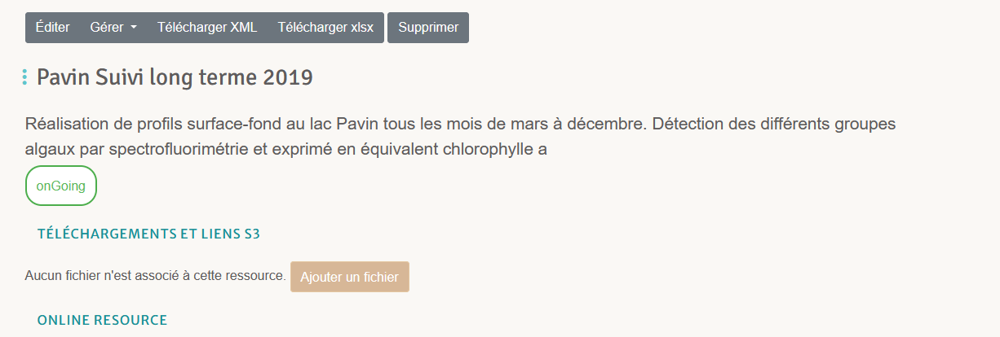 Éditer Gérer Télécharger XML Télécharger xlsx Supprimer
Pavin Suivi long terme 2019
Réalisation de profils surface-fond au lac Pavin tous les mois de mars à décembre. Détection des différents groupes
algaux par spectrofluorimétrie et exprimé en équivalent chlorophylle a
onGoing
TÉLÉCHARGEMENTS ET LIENS S3
Aucun fichier n'est associé à cette ressource. Ajouter un fichier
ONLINE RESOURCE